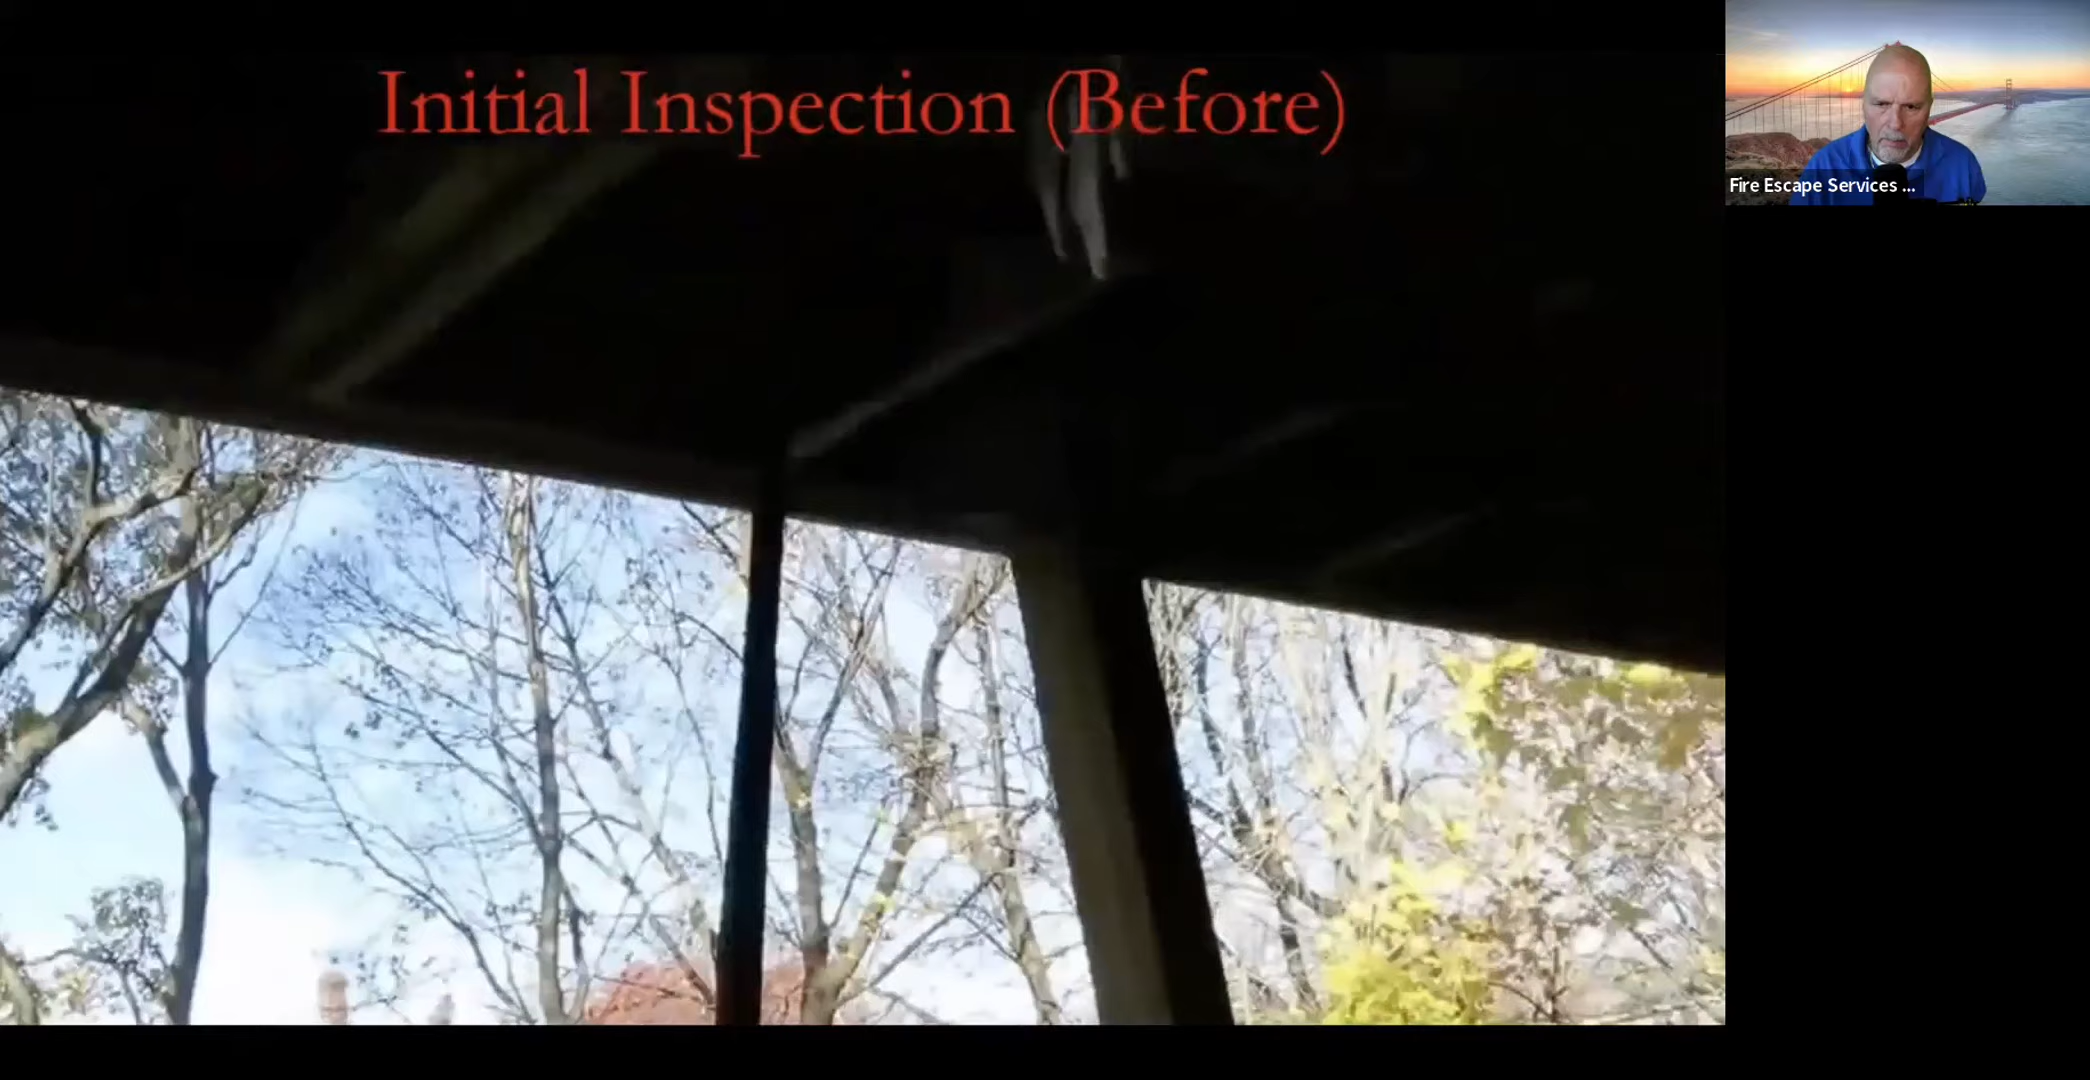 Initial Inspection (Before)
Fire Escape Services ...